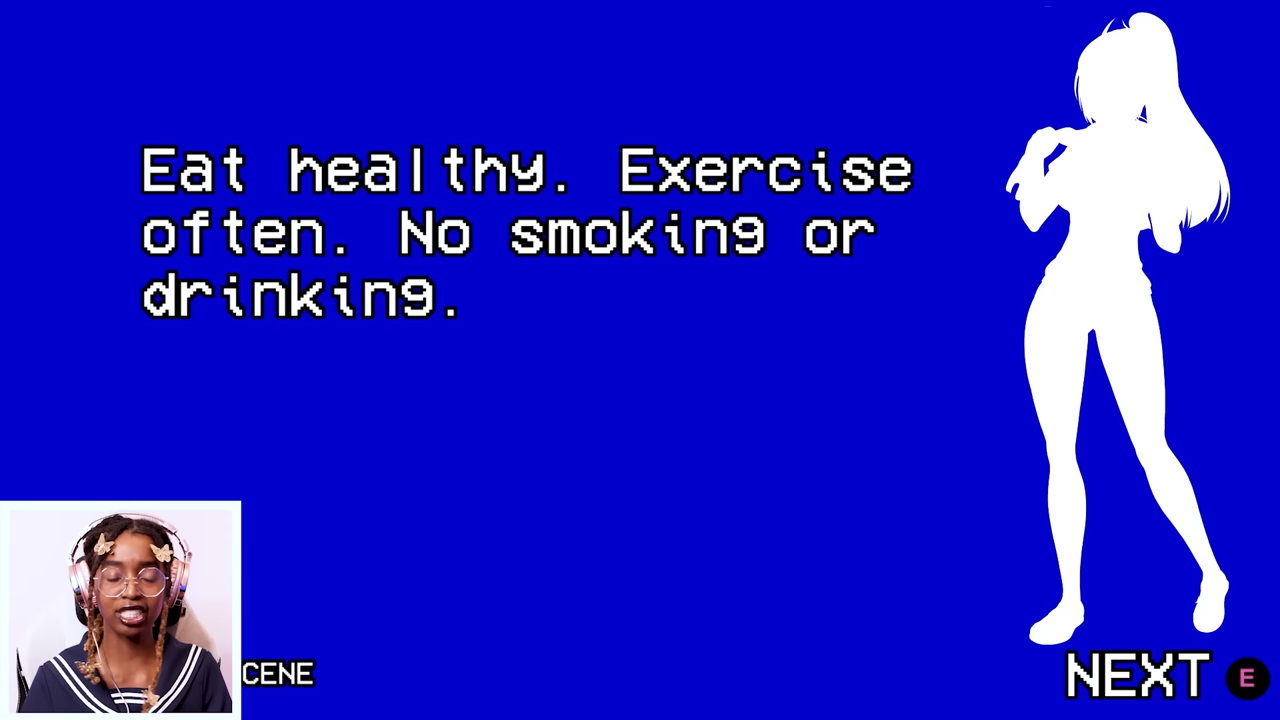 Eat healthy. Exercise
often. No smoking or
drinking.
CENE
NEXT E